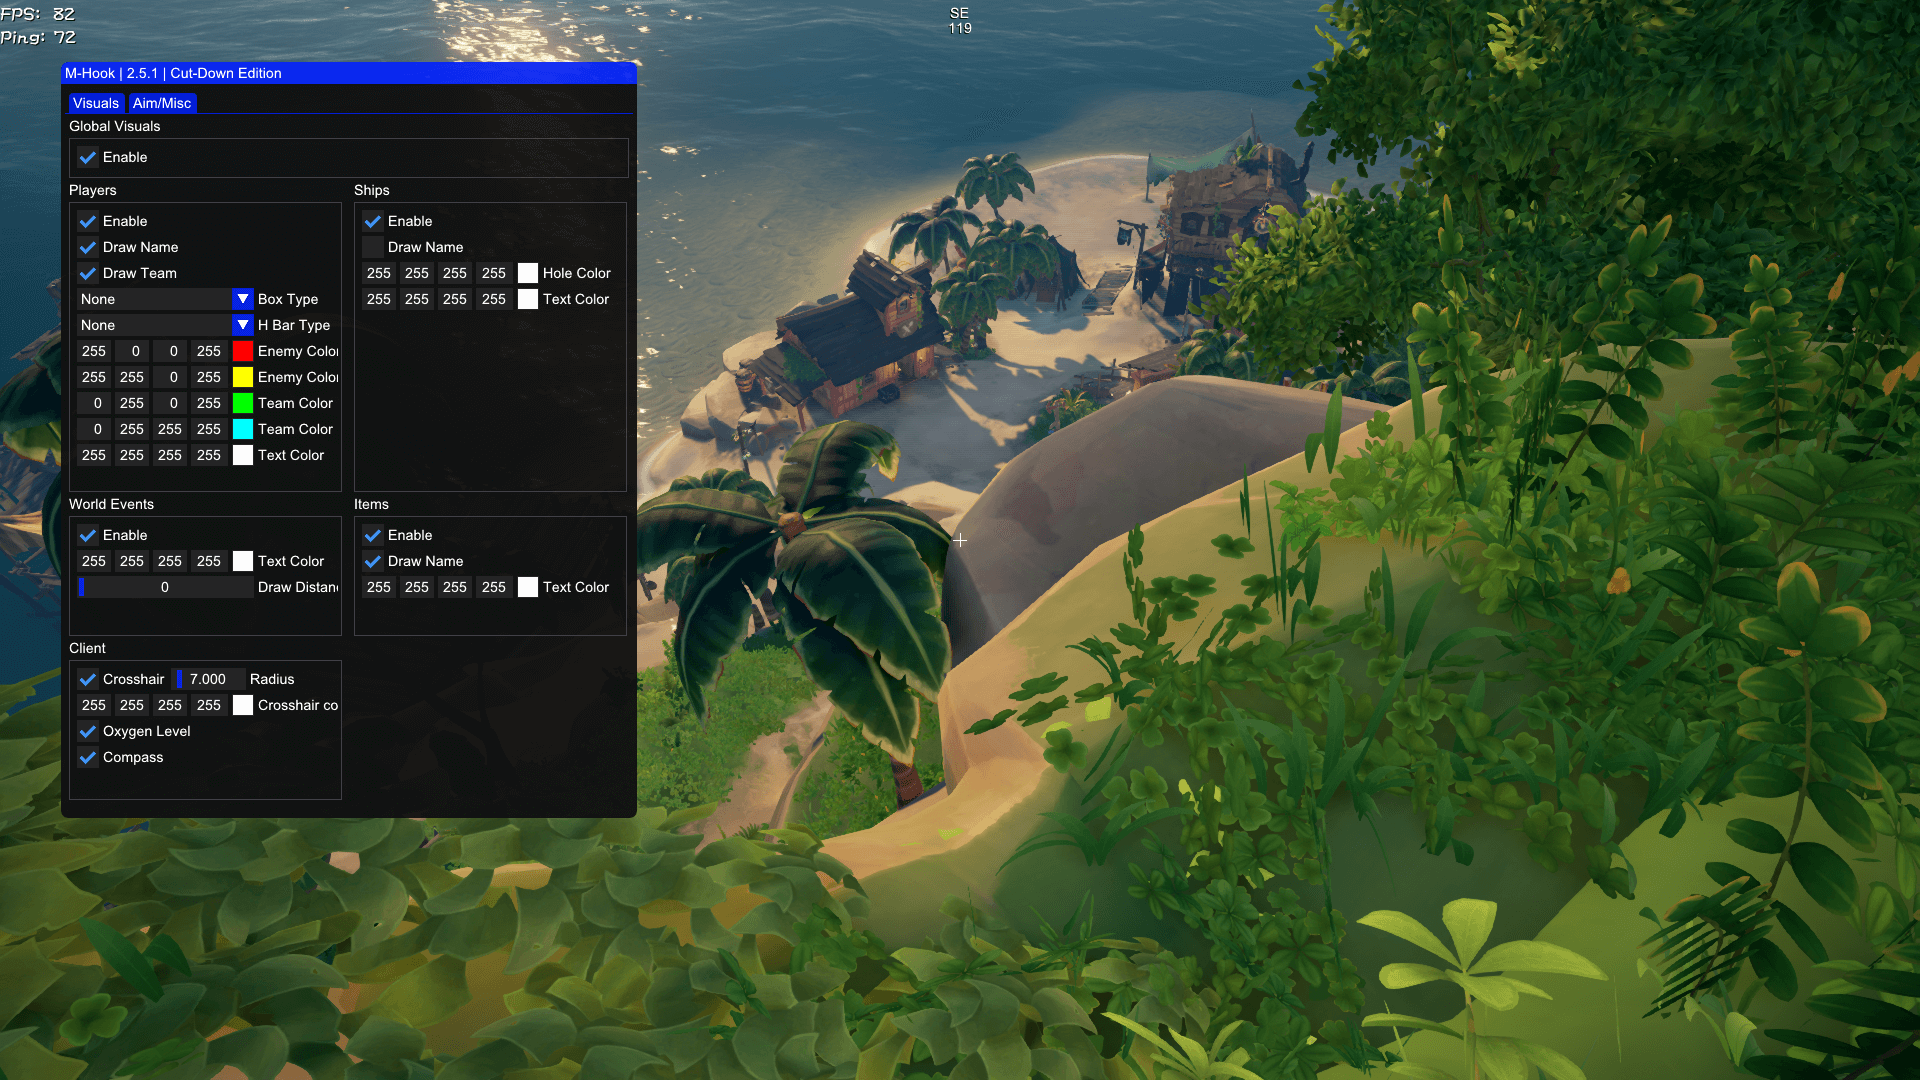 FPS: 82
Ping: 72
SE
119
M-Hook | 2.5.1 | Cut-Down Edition
Visuals Aim/Misc
Global Visuals
Enable
Players
Enable
Draw Name
Draw Team
None Box Type
None H Bar Type
255 0 0 255 Enemy Color
255 255 0 255 Enemy Color
0 255 0 255 Team Color
0 255 255 255 Team Color
255 255 255 255 Text Color
Ships
Enable
Draw Name
255 255 255 255 Hole Color
255 255 255 255 Text Color
World Events
Enable
255 255 255 255 Text Color
0 Draw Distan
Items
Enable
Draw Name
255 255 255 255 Text Color
Client
Crosshair 7.000 Radius
255 255 255 255 Crosshair co
Oxygen Level
Compass